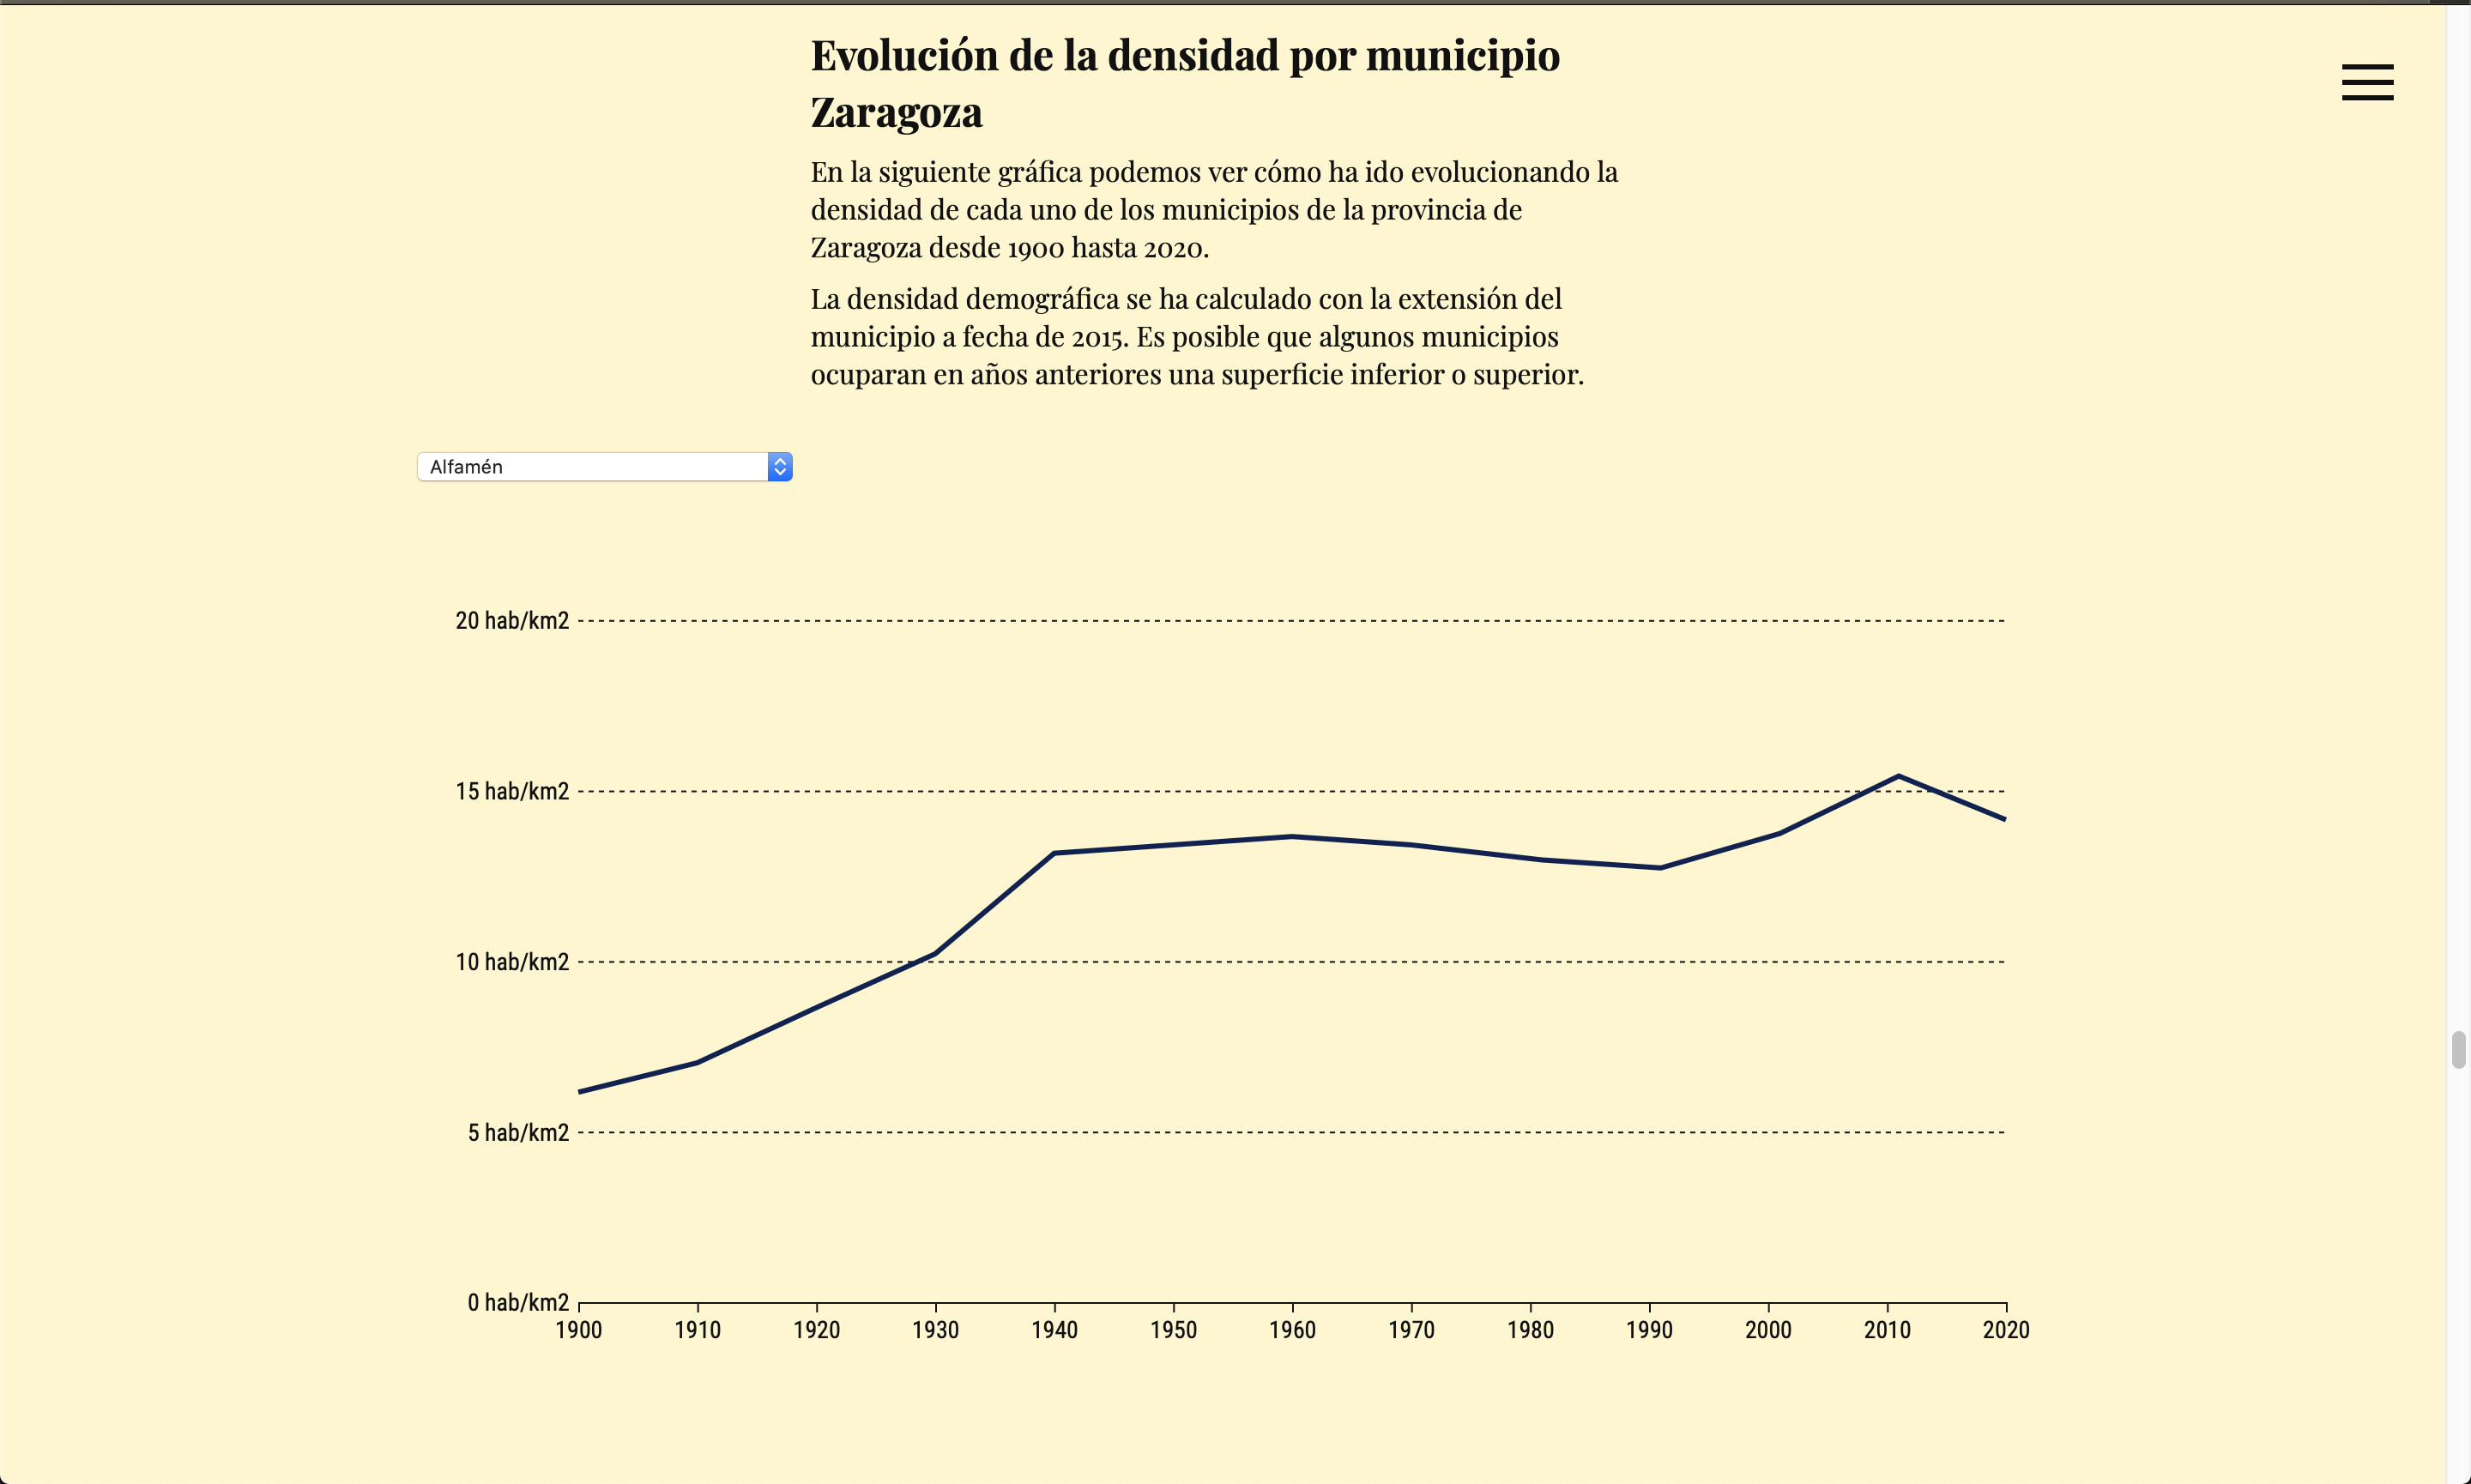 Evolución de la densidad por municipio
Zaragoza
En la siguiente gráfica podemos ver cómo ha ido evolucionando la
densidad de cada uno de los municipios de la provincia de
Zaragoza desde 1900 hasta 2020.
La densidad demográfica se ha calculado con la extensión del
municipio a fecha de 2015. Es posible que algunos municipios
ocuparan en años anteriores una superficie inferior o superior.
Alfamén
20 hab/km2
15 hab/km2
10 hab/km2
5 hab/km2
0 hab/km2
1900 1910 1920 1930 1940 1950 1960 1970 1980 1990 2000 2010 2020